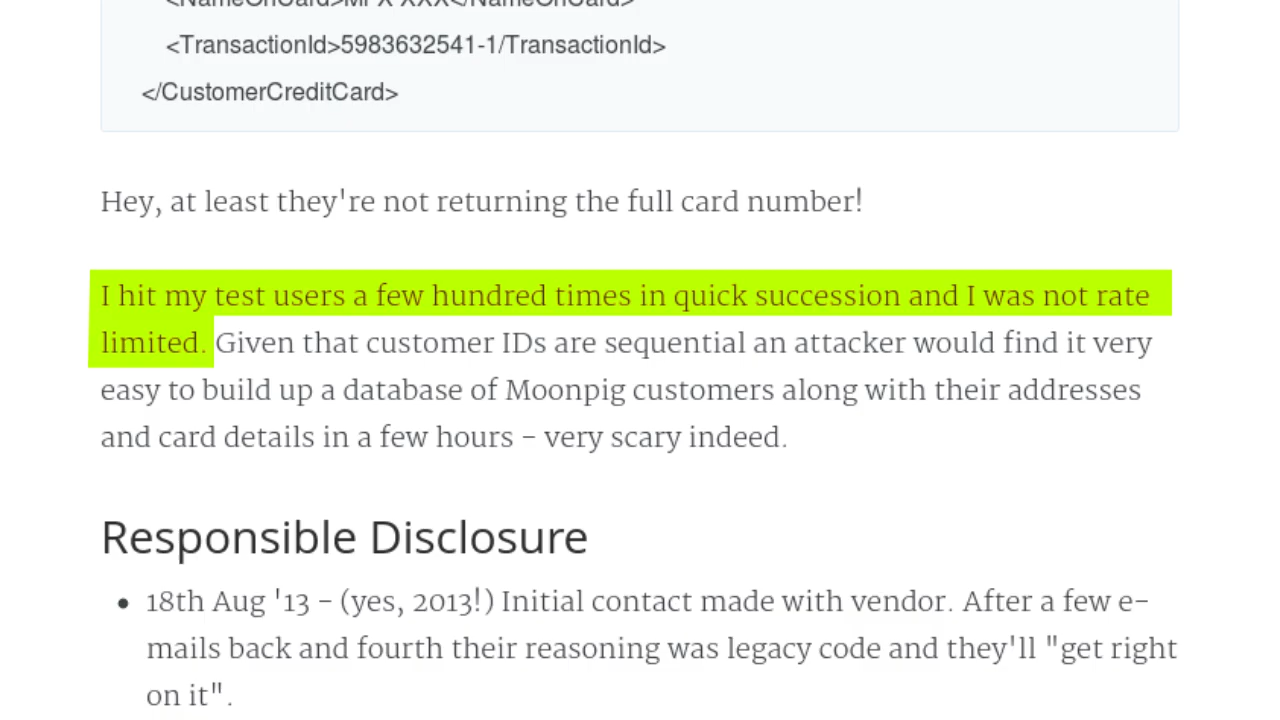 <NameOnCard>Mr X XXX</NameOnCard>
<TransactionId>5983632541-1/TransactionId>
</CustomerCreditCard>
Hey, at least they're not returning the full card number!
I hit my test users a few hundred times in quick succession and I was not rate
limited. Given that customer IDs are sequential an attacker would find it very
easy to build up a database of Moonpig customers along with their addresses
and card details in a few hours – very scary indeed.
Responsible Disclosure
• 18th Aug '13 – (yes, 2013!) Initial contact made with vendor. After a few e-
mails back and fourth their reasoning was legacy code and they'll "get right
on it".